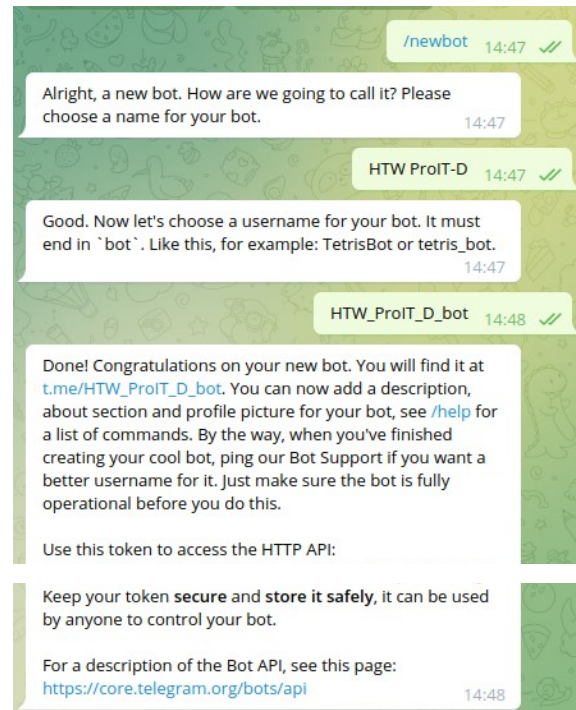 /newbot 14:47
Alright, a new bot. How are we going to call it? Please
choose a name for your bot.
14:47
HTW ProIT-D 14:47
Good. Now let's choose a username for your bot. It must
end in `bot`. Like this, for example: TetrisBot or tetris_bot.
14:47
HTW_ProIT_D_bot 14:48
Done! Congratulations on your new bot. You will find it at
t.me/HTW_ProIT_D_bot. You can now add a description,
about section and profile picture for your bot, see /help for
a list of commands. By the way, when you've finished
creating your cool bot, ping our Bot Support if you want a
better username for it. Just make sure the bot is fully
operational before you do this.
Use this token to access the HTTP API:
Keep your token secure and store it safely, it can be used
by anyone to control your bot.
For a description of the Bot API, see this page:
https://core.telegram.org/bots/api
14:48